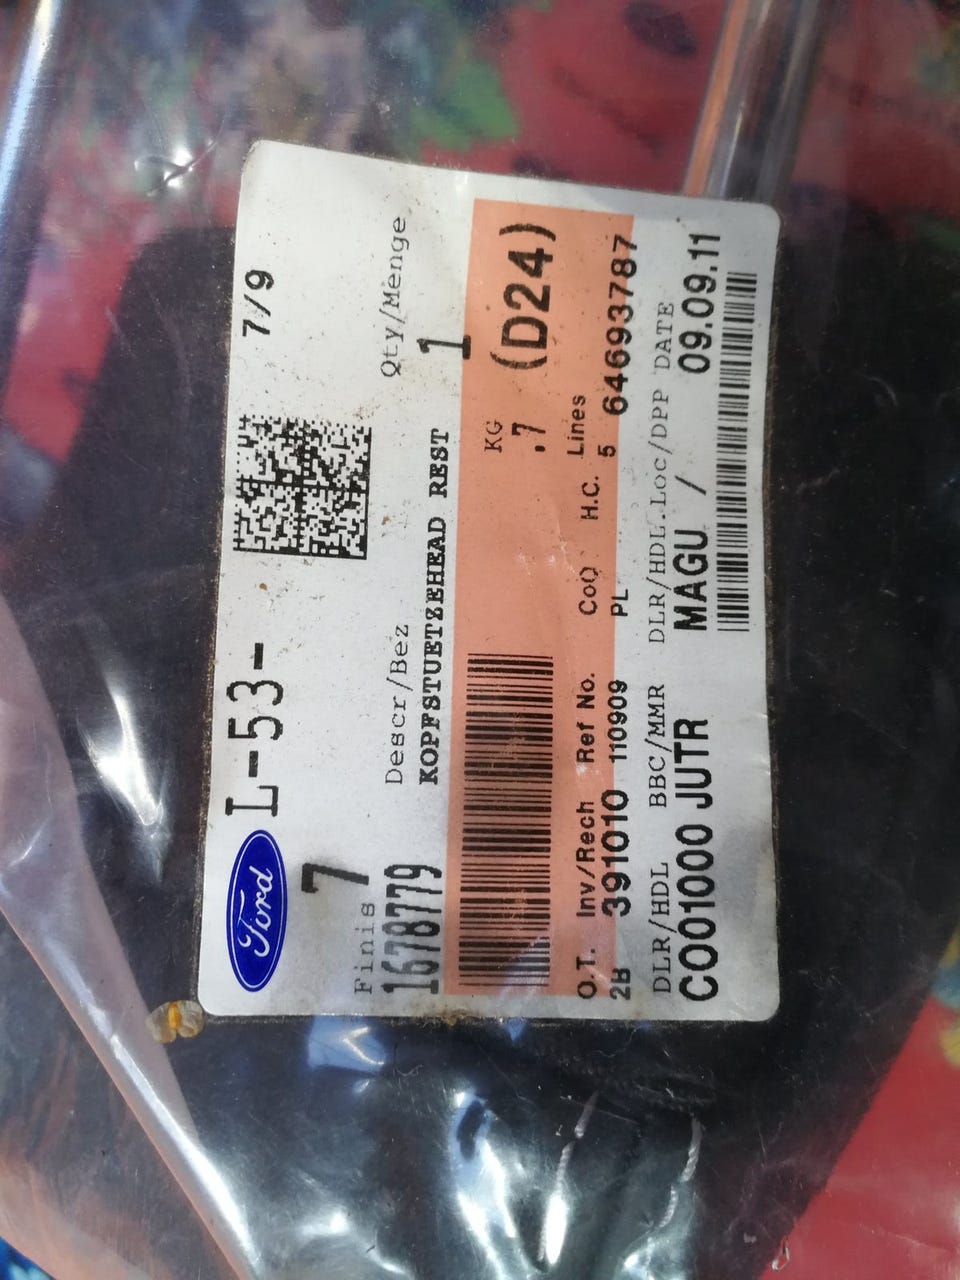 Ford L-53- 7/9
Finis 7
1678779
Descr/Bez Qty/Menge
KOPFSTUETZEHEAD REST 1
KG
.7 (D24)
O.T. Inv/Rech Ref No. CoO H.C. Lines
2B 391010 110909 PL 5 64693787
DLR/HDL BBC/MMR DLR/HDL.Loc/DPP DATE
CO01000 JUTR MAGU / 09.09.11